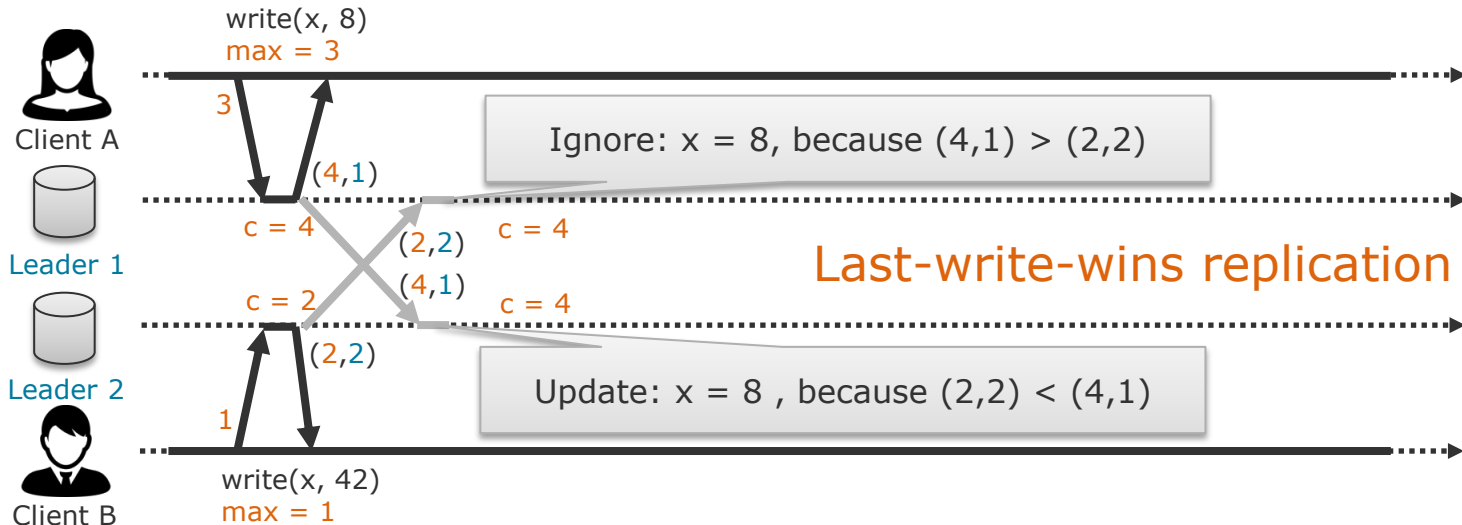 write(x, 8)
max = 3
3
Client A
Ignore: x = 8, because (4,1) > (2,2)
(4,1)
c = 4
(2,2)
c = 4
Leader 1
Last-write-wins replication
(4,1)
c = 2
c = 4
(2,2)
Leader 2
Update: x = 8 , because (2,2) < (4,1)
1
write(x, 42)
max = 1
Client B